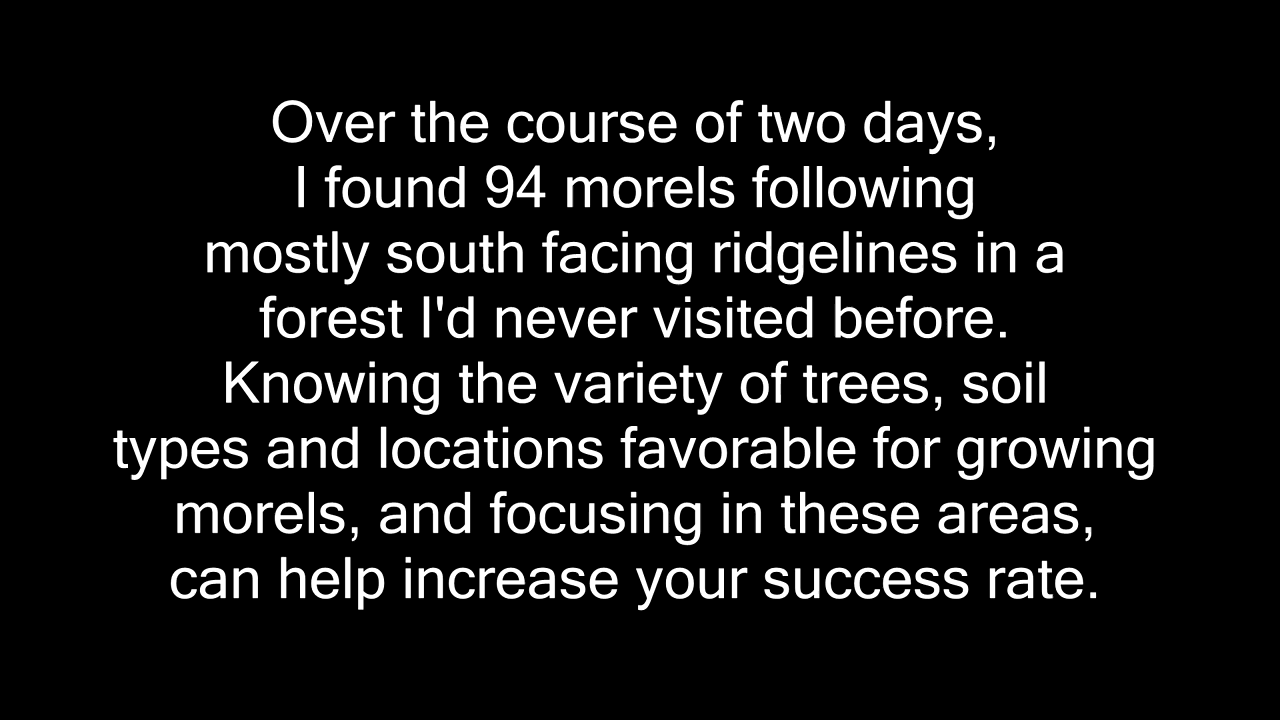 Over the course of two days,
I found 94 morels following
mostly south facing ridgelines in a
forest I'd never visited before.
Knowing the variety of trees, soil
types and locations favorable for growing
morels, and focusing in these areas,
can help increase your success rate.